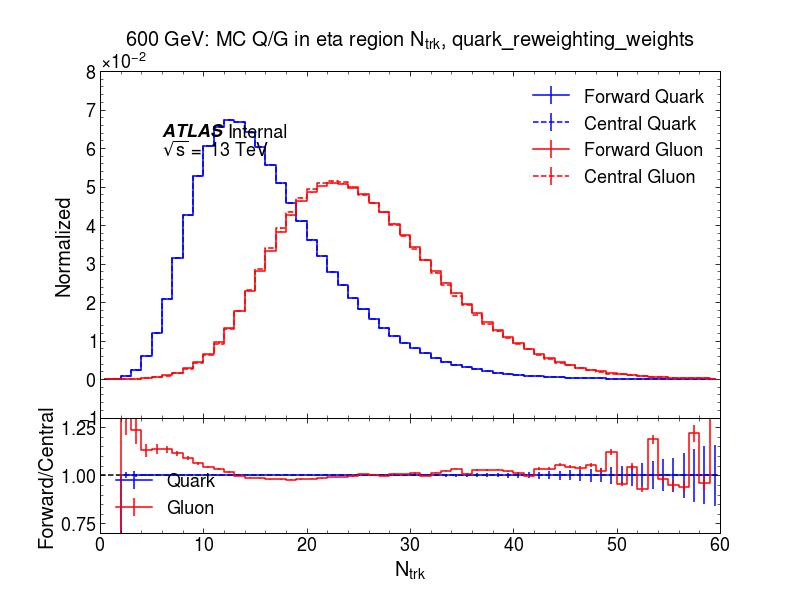 600 GeV: MC Q/G in eta region N_trk, quark_reweighting_weights
×10⁻²
8
7
6
5
4
3
2
1
0
−1
Normalized
ATLAS Internal
√s = 13 TeV
Forward Quark
Central Quark
Forward Gluon
Central Gluon
1.25
1.00
0.75
Forward/Central
Quark
Gluon
0 10 20 30 40 50 60
N_trk